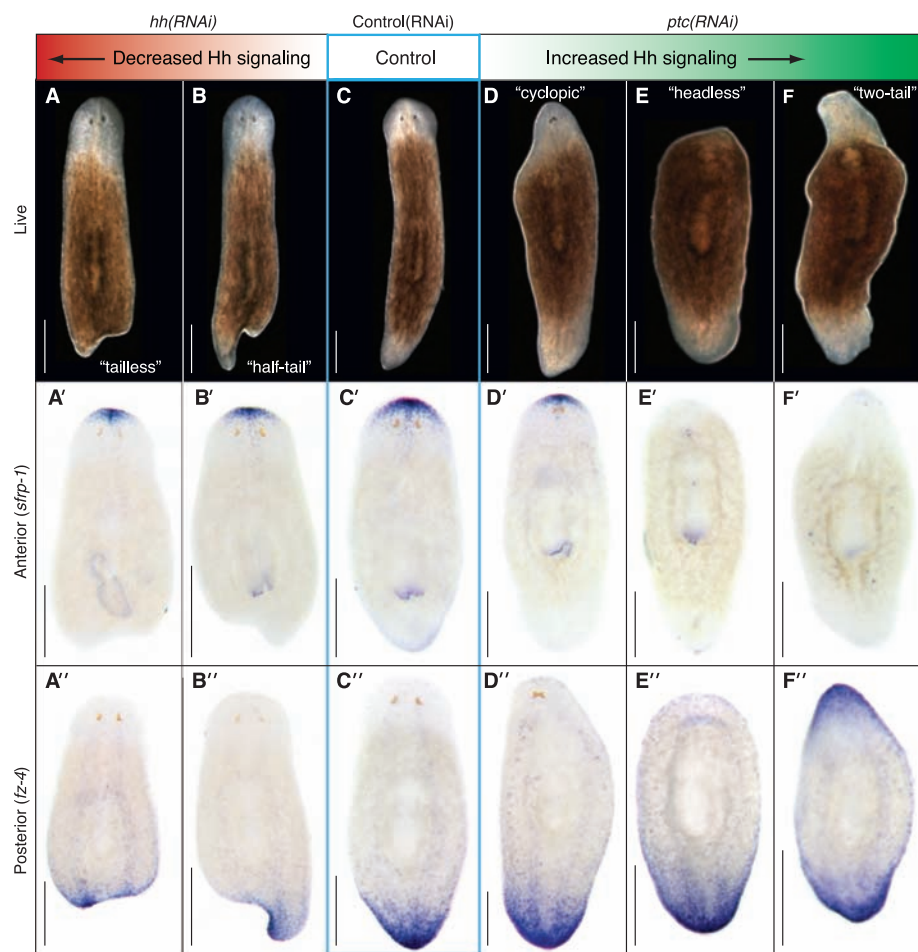 hh(RNAi) Control(RNAi) ptc(RNAi)
Decreased Hh signaling Control Increased Hh signaling
A B C D E F
"cyclopic" "headless" "two-tail"
Live
"tailless" "half-tail"
A' B' C' D' E' F'
Anterior (sfrp-1)
A'' B'' C'' D'' E'' F''
Posterior (fz-4)